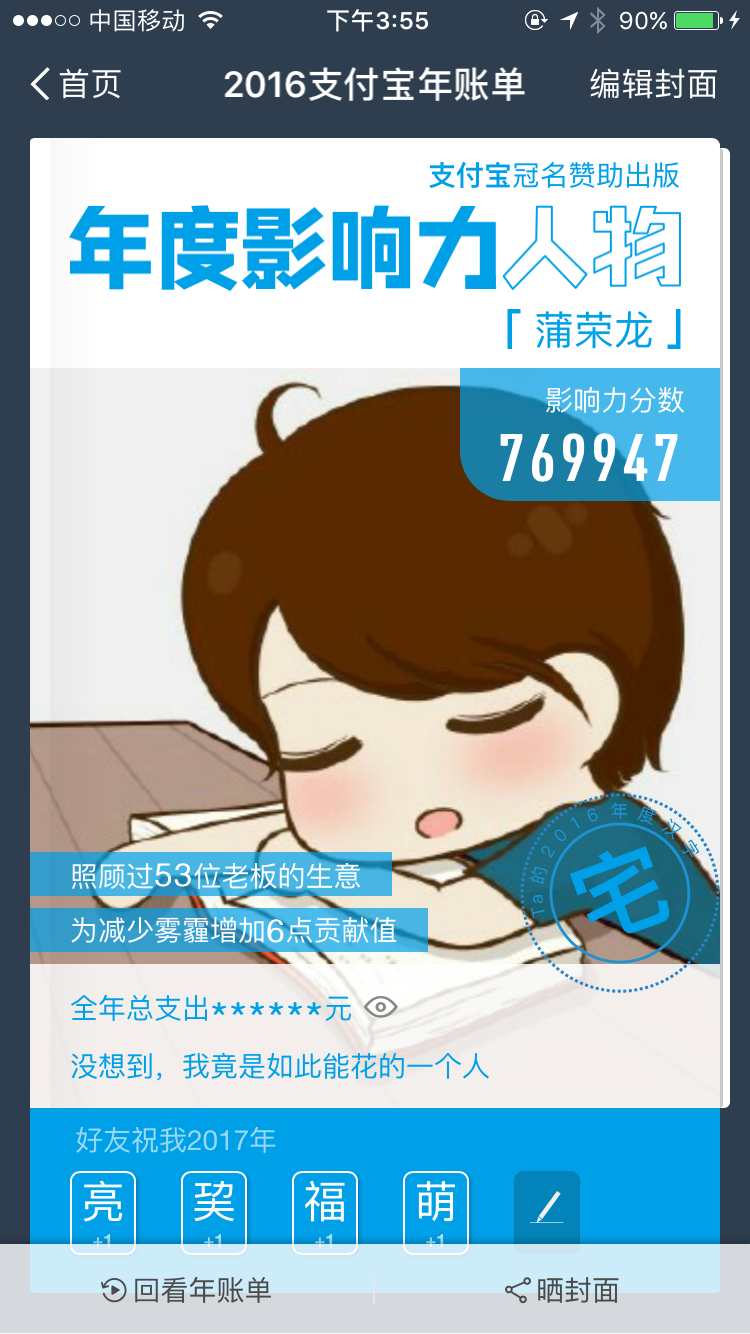 中国移动 下午3:55 90%
首页 2016支付宝年账单 编辑封面
支付宝冠名赞助出版
年度影响力人物
「蒲荣龙」
影响力分数
769947
Ta的2016年度汉字
宅
照顾过53位老板的生意
为减少雾霾增加6点贡献值
全年总支出******元
没想到，我竟是如此能花的一个人
好友祝我2017年
亮 巭 福 萌
+1 +1 +1 +1
回看年账单 晒封面